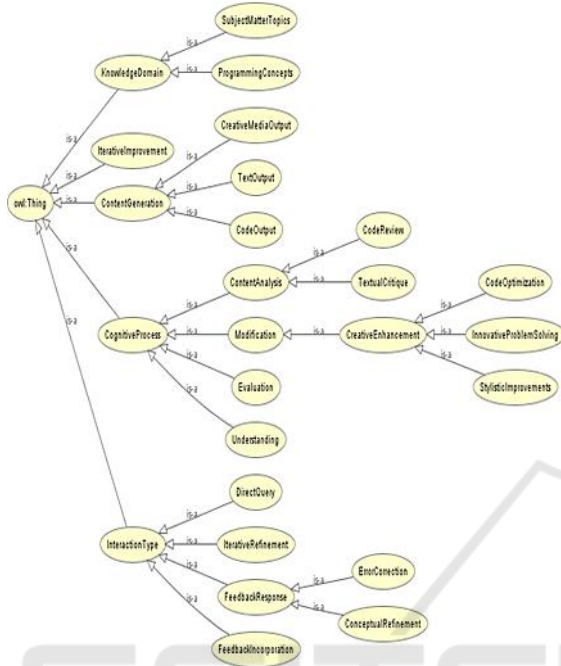 SubjectMatterTopics
is-a
KnowledgeDomain
is-a
ProgrammingConcepts
is-a
CreativeMediaOutput
is-a
IterativeImprovement
is-a
TextOutput
is-a
owl:Thing
is-a
ContentGeneration
is-a
CodeOutput
is-a
CodeReview
is-a
ContentAnalysis
is-a
TextualCritique
is-a
CodeOptimization
is-a
is-a
CognitiveProcess
is-a
Modification
is-a
CreativeEnhancement
is-a
InnovativeProblemSolving
is-a
Evaluation
is-a
StylisticImprovements
is-a
Understanding
is-a
DirectQuery
is-a
InteractionType
is-a
IterativeRefinement
is-a
ErrorCorrection
is-a
FeedbackResponse
is-a
ConceptualRefinement
is-a
FeedbackIncorporation